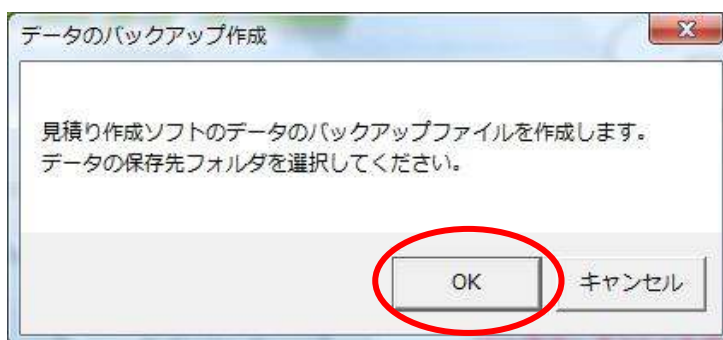 データのバックアップ作成
見積り作成ソフトのデータのバックアップファイルを作成します。
データの保存先フォルダを選択してください。
OK
キャンセル